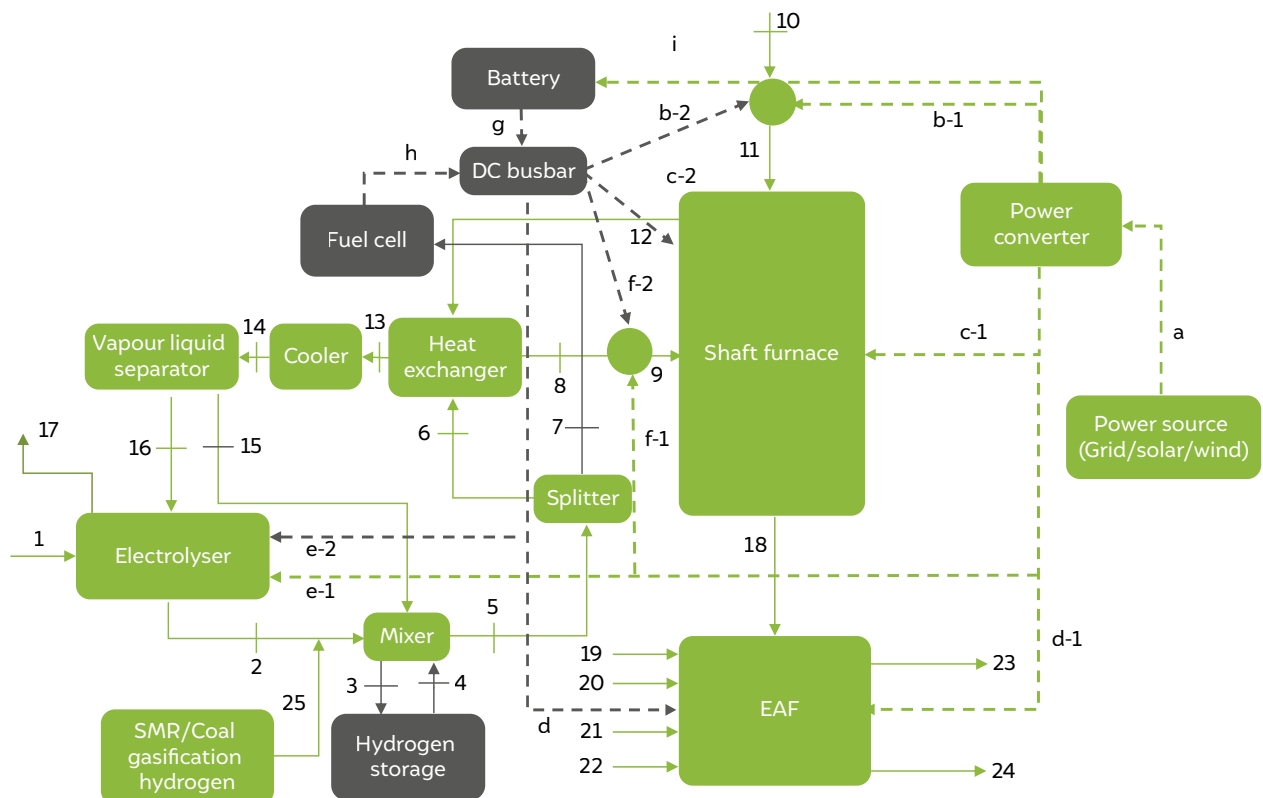 10
i
Battery
b-2
b-1
g
11
h
DC busbar
c-2
Power
converter
Fuel cell
12
f-2
14
13
Vapour liquid
separator
Cooler
Heat
exchanger
Shaft furnace
c-1
a
8
9
Power source
(Grid/solar/wind)
17
16
15
6
7
f-1
Splitter
1
Electrolyser
e-2
18
e-1
5
Mixer
2
d-1
19
23
3
4
20
25
EAF
d
21
SMR/Coal
gasification
hydrogen
Hydrogen
storage
22
24